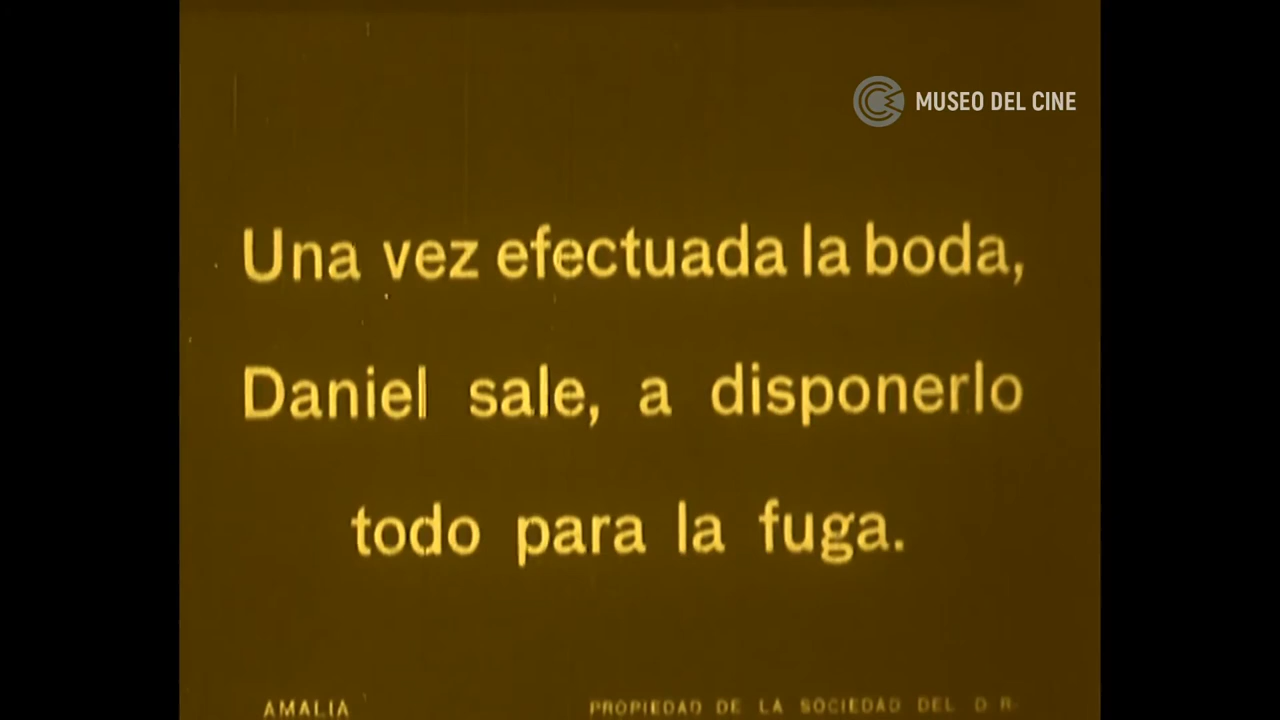 MUSEO DEL CINE
Una vez efectuada la boda,
Daniel sale, a disponerlo
todo para la fuga.
AMALIA
PROPIEDAD DE LA SOCIEDAD DEL D R